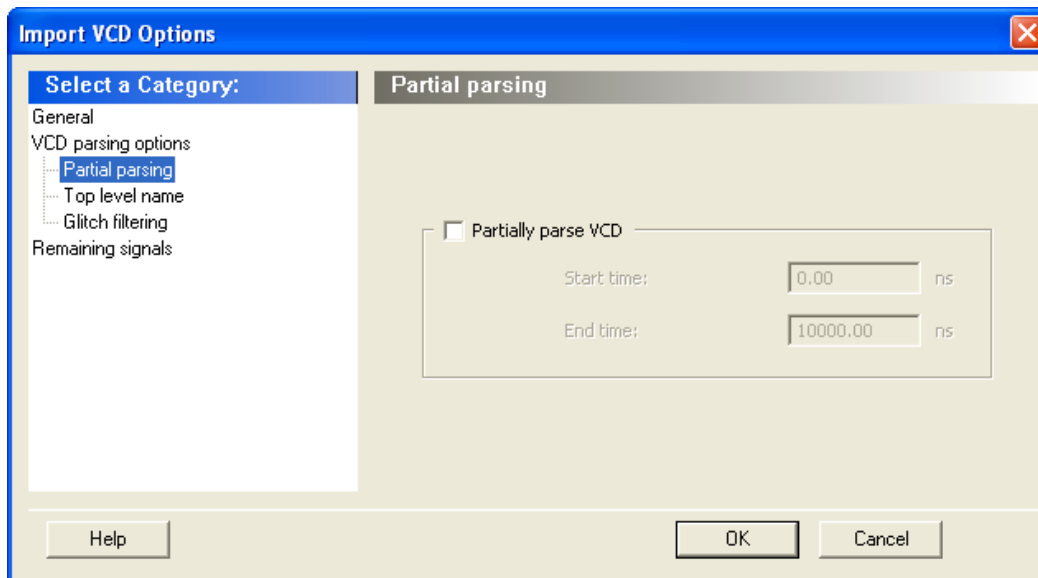 Import VCD Options
Select a Category:
General
VCD parsing options
Partial parsing
Top level name
Glitch filtering
Remaining signals
Partial parsing
Partially parse VCD
Start time: 0.00 ns
End time: 10000.00 ns
Help OK Cancel